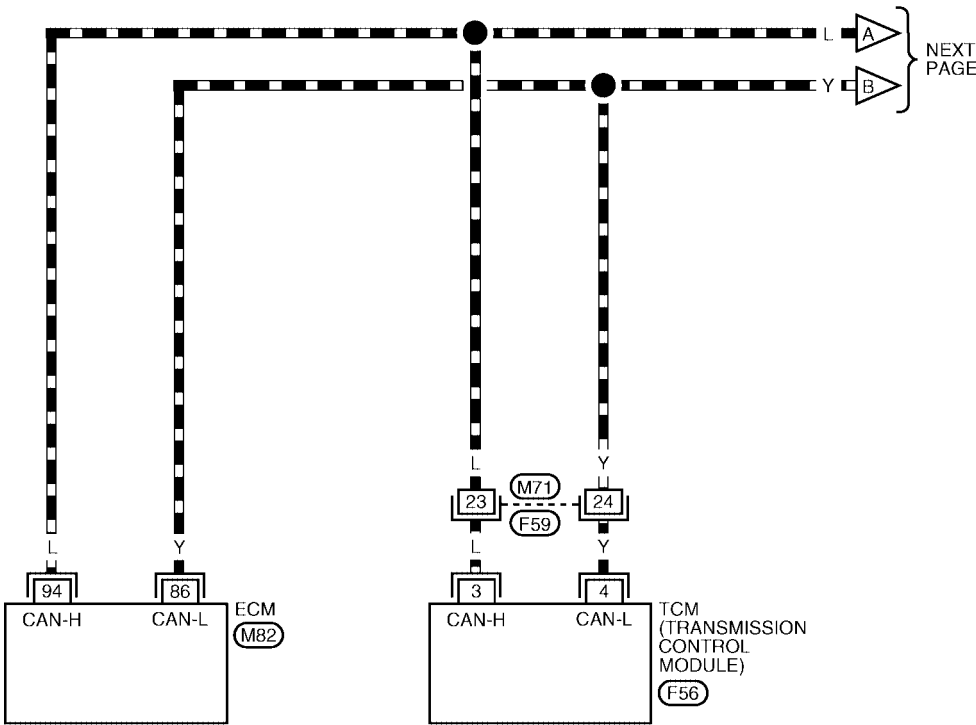 L A
NEXT
PAGE
Y B
L Y
23 M71 24
F59
L Y L Y
94 86 3 4
CAN-H CAN-L ECM CAN-H CAN-L TCM
M82 (TRANSMISSION
CONTROL
MODULE)
F56